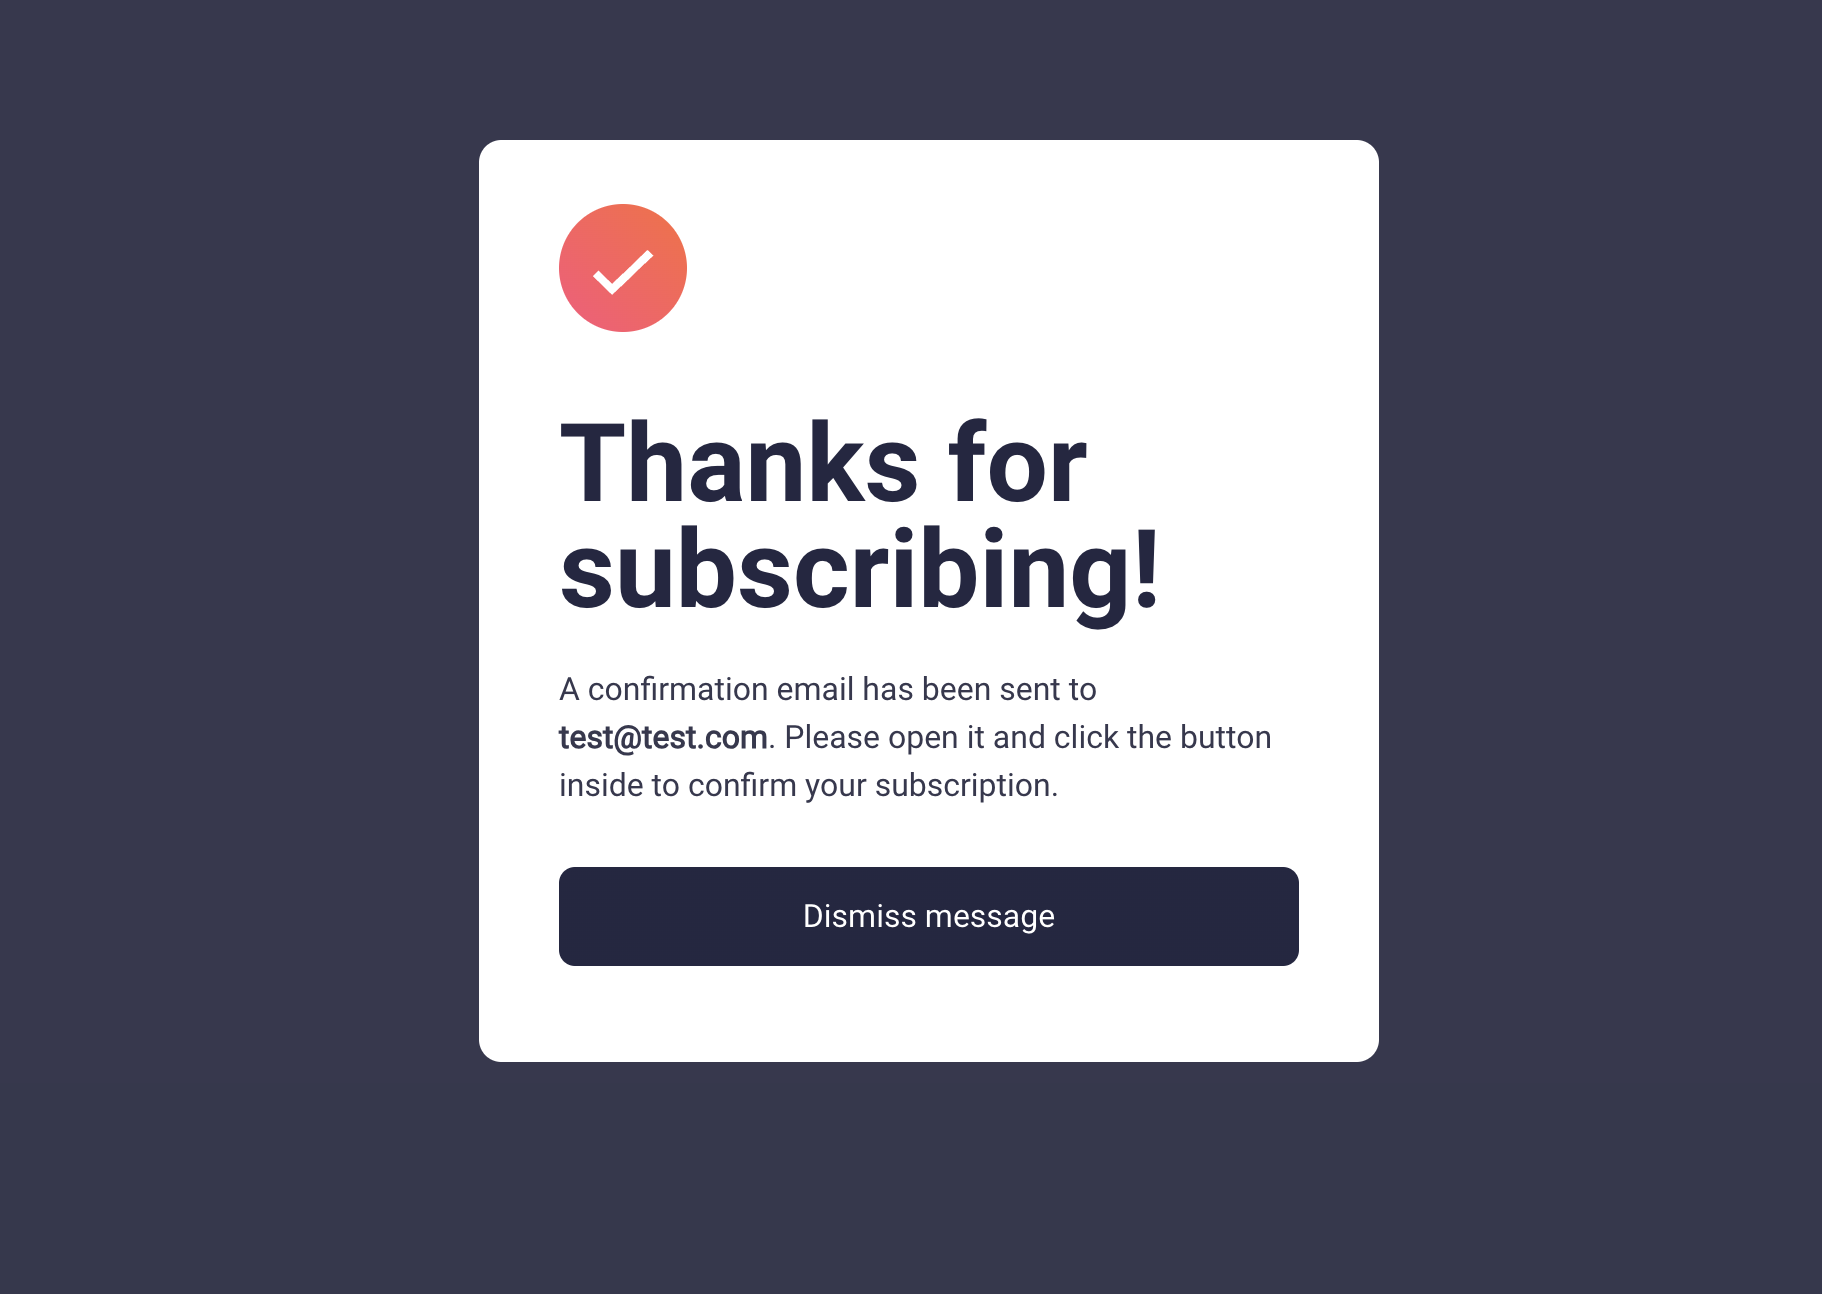 Thanks for
subscribing!
A confirmation email has been sent to
test@test.com. Please open it and click the button
inside to confirm your subscription.
Dismiss message